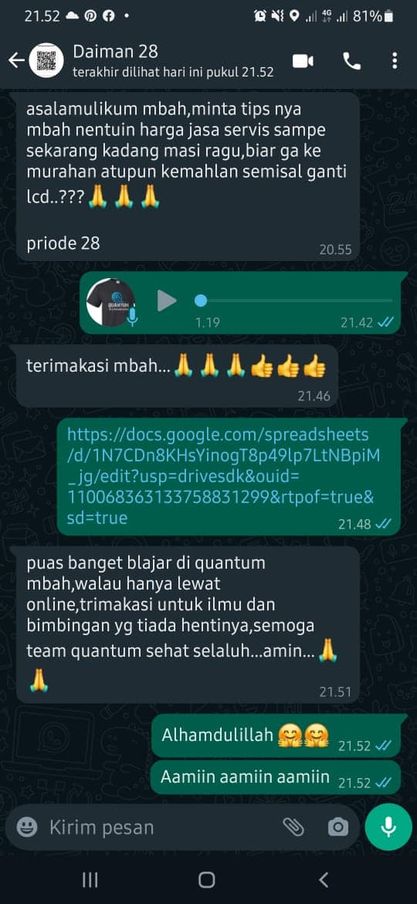 21.52
4G
81%
Daiman 28
terakhir dilihat hari ini pukul 21.52
asalamulikum mbah,minta tips nya
mbah nentuin harga jasa servis sampe
sekarang kadang masi ragu,biar ga ke
murahan atupun kemahlan semisal ganti
lcd..??? 🙏 🙏 🙏
priode 28
20.55
1.19
21.42
terimakasi mbah...🙏 🙏 🙏👍👍👍
21.46
https://docs.google.com/spreadsheets
/d/1N7CDn8KHsYinogT8p49lp7LtNBpiM
_jg/edit?usp=drivesdk&ouid=
110068363133758831299&rtpof=true&
sd=true
21.48
puas banget blajar di quantum
mbah,walau hanya lewat
online,trimakasi untuk ilmu dan
bimbingan yg tiada hentinya,semoga
team quantum sehat selaluh...amin...🙏
🙏
21.51
Alhamdulillah 🤗🤗
21.52
Aamiin aamiin aamiin
21.52
Kirim pesan